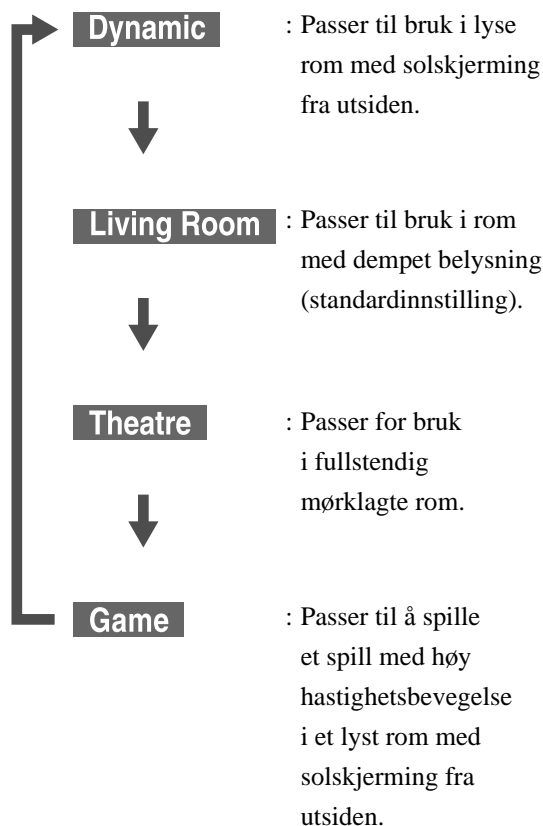 Dynamic : Passer til bruk i lyse
rom med solskjerming
fra utsiden.
Living Room : Passer til bruk i rom
med dempet belysning
(standardinnstilling).
Theatre : Passer for bruk
i fullstendig
mørklagte rom.
Game : Passer til å spille
et spill med høy
hastighetsbevegelse
i et lyst rom med
solskjerming fra
utsiden.